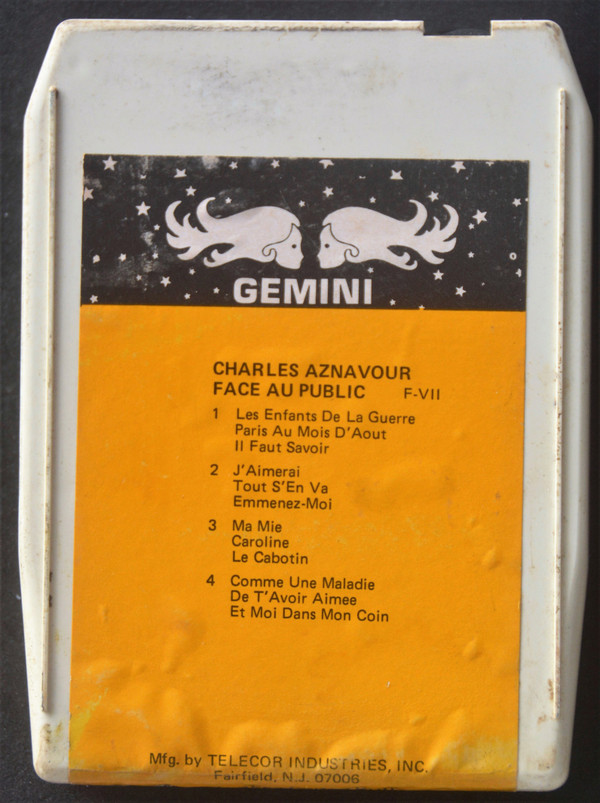 GEMINI
CHARLES AZNAVOUR
FACE AU PUBLIC F-VII
1 Les Enfants De La Guerre
Paris Au Mois D'Aout
Il Faut Savoir
2 J'Aimerai
Tout S'En Va
Emmenez-Moi
3 Ma Mie
Caroline
Le Cabotin
4 Comme Une Maladie
De T'Avoir Aimee
Et Moi Dans Mon Coin
Mfg. by TELECOR INDUSTRIES, INC.
Fairfield, N.J. 07006